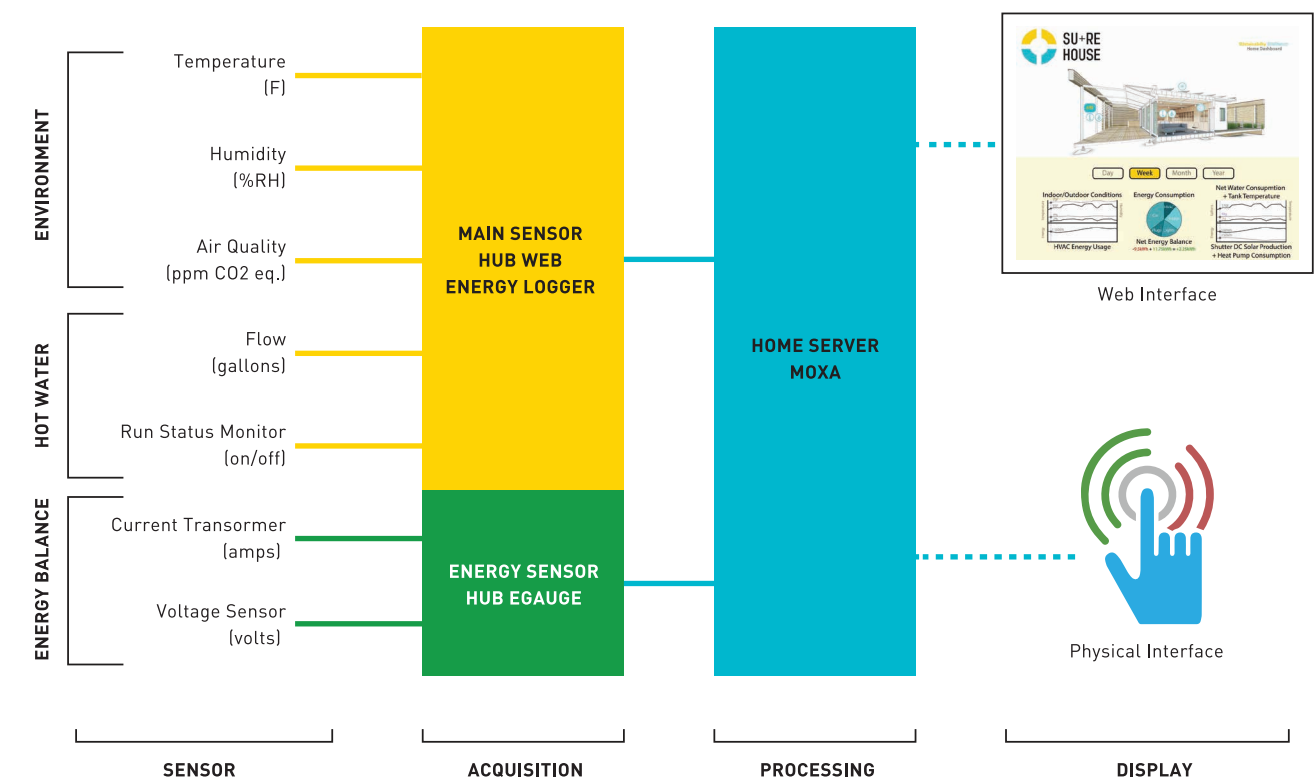 ENVIRONMENT
Temperature
(F)
Humidity
(%RH)
Air Quality
(ppm CO2 eq.)
HOT WATER
Flow
(gallons)
Run Status Monitor
(on/off)
ENERGY BALANCE
Current Transormer
(amps)
Voltage Sensor
(volts)
MAIN SENSOR
HUB WEB
ENERGY LOGGER
ENERGY SENSOR
HUB EGAUGE
HOME SERVER
MOXA
SU+RE
HOUSE
Home Dashboard
Day
Week
Month
Year
Indoor/Outdoor Conditions
HVAC Energy Usage
Energy Consumption
Net Energy Balance
Net Water Consupmtion
+ Tank Temperature
Shutter DC Solar Production
+ Heat Pump Consumption
Web Interface
Physical Interface
SENSOR
ACQUISITION
PROCESSING
DISPLAY